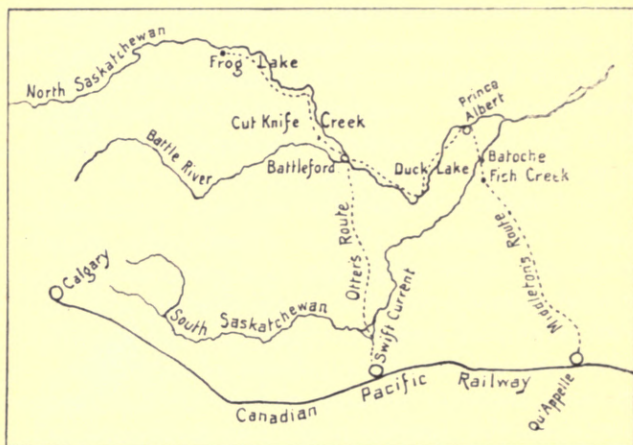 North Saskatchewan
Frog Lake
Cut Knife Creek
Battle River
Battleford
Duck Lake
Prince Albert
Batoche
Fish Creek
Otter's Route
Middleton's Route
Calgary
South Saskatchewan
Swift Current
Qu'Appelle
Canadian Pacific Railway